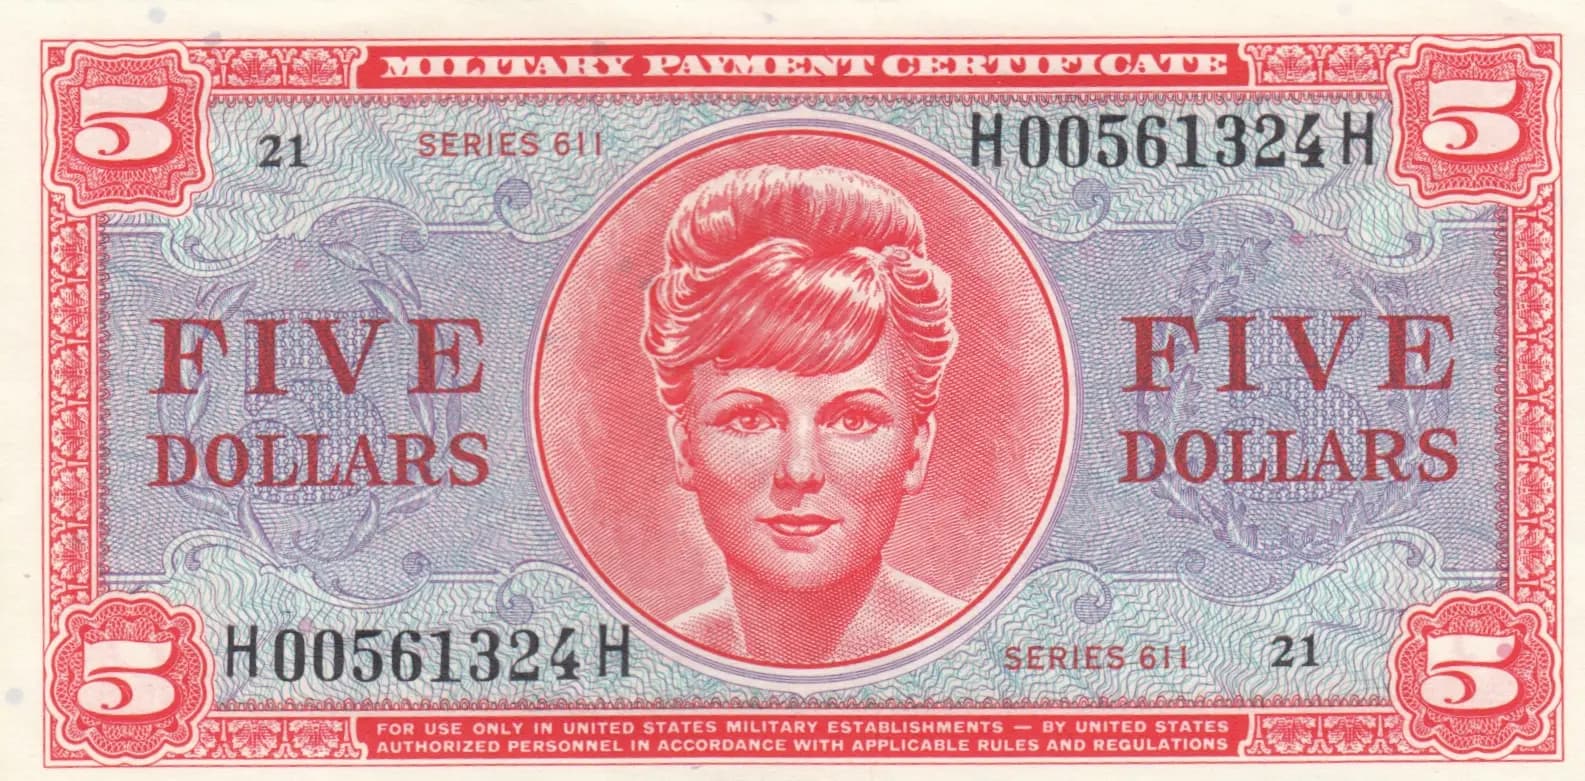 MILITARY PAYMENT CERTIFICATE
5 5
21 SERIES 611 H00561324H
FIVE FIVE
5 5
DOLLARS DOLLARS
H00561324H SERIES 611 21
5 5
FOR USE ONLY IN UNITED STATES MILITARY ESTABLISHMENTS — BY UNITED STATES
AUTHORIZED PERSONNEL IN ACCORDANCE WITH APPLICABLE RULES AND REGULATIONS